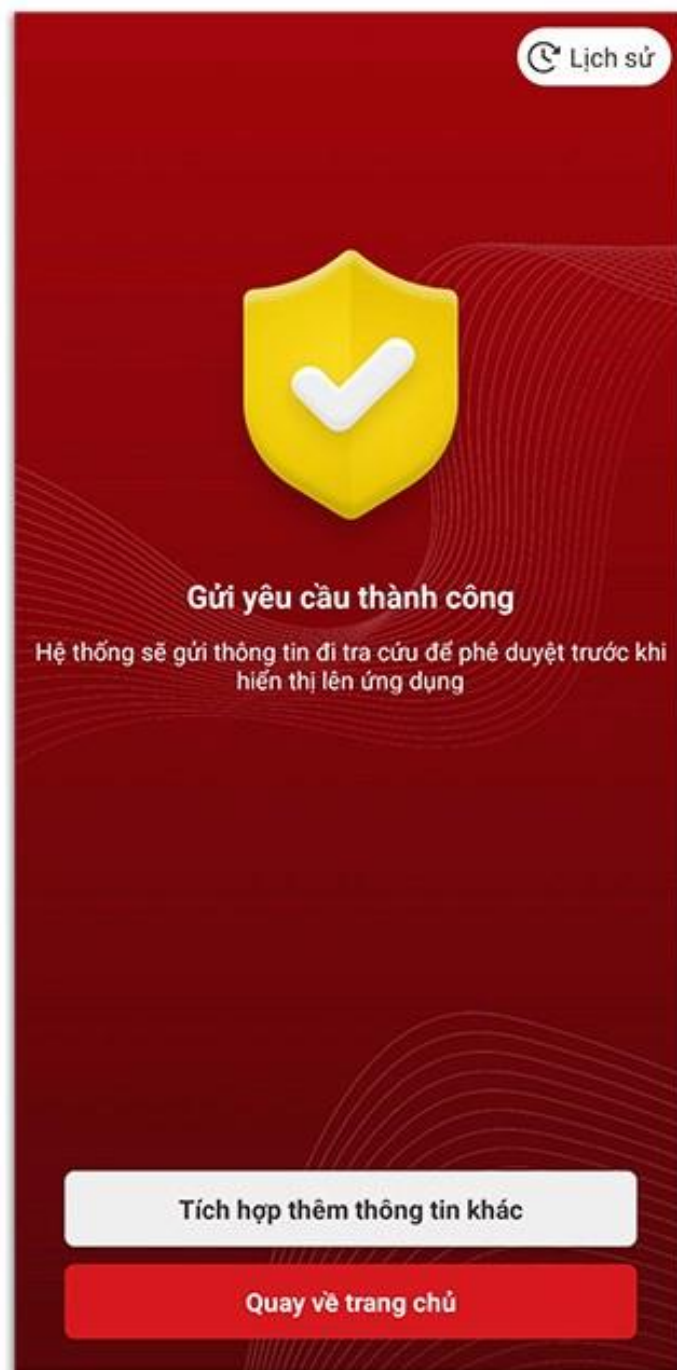 Lịch sử
Gửi yêu cầu thành công
Hệ thống sẽ gửi thông tin đi tra cứu để phê duyệt trước khi
hiển thị lên ứng dụng
Tích hợp thêm thông tin khác
Quay về trang chủ